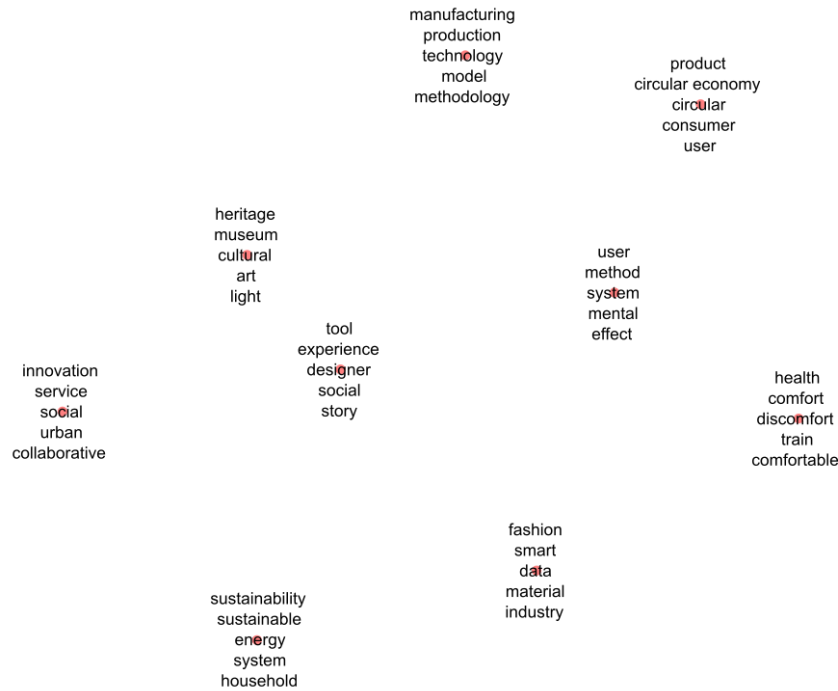 manufacturing
production
technology
model
methodology
product
circular economy
circular
consumer
user
heritage
museum
cultural
art
light
user
method
system
mental
effect
tool
experience
designer
social
story
innovation
service
social
urban
collaborative
health
comfort
discomfort
train
comfortable
fashion
smart
data
material
industry
sustainability
sustainable
energy
system
household